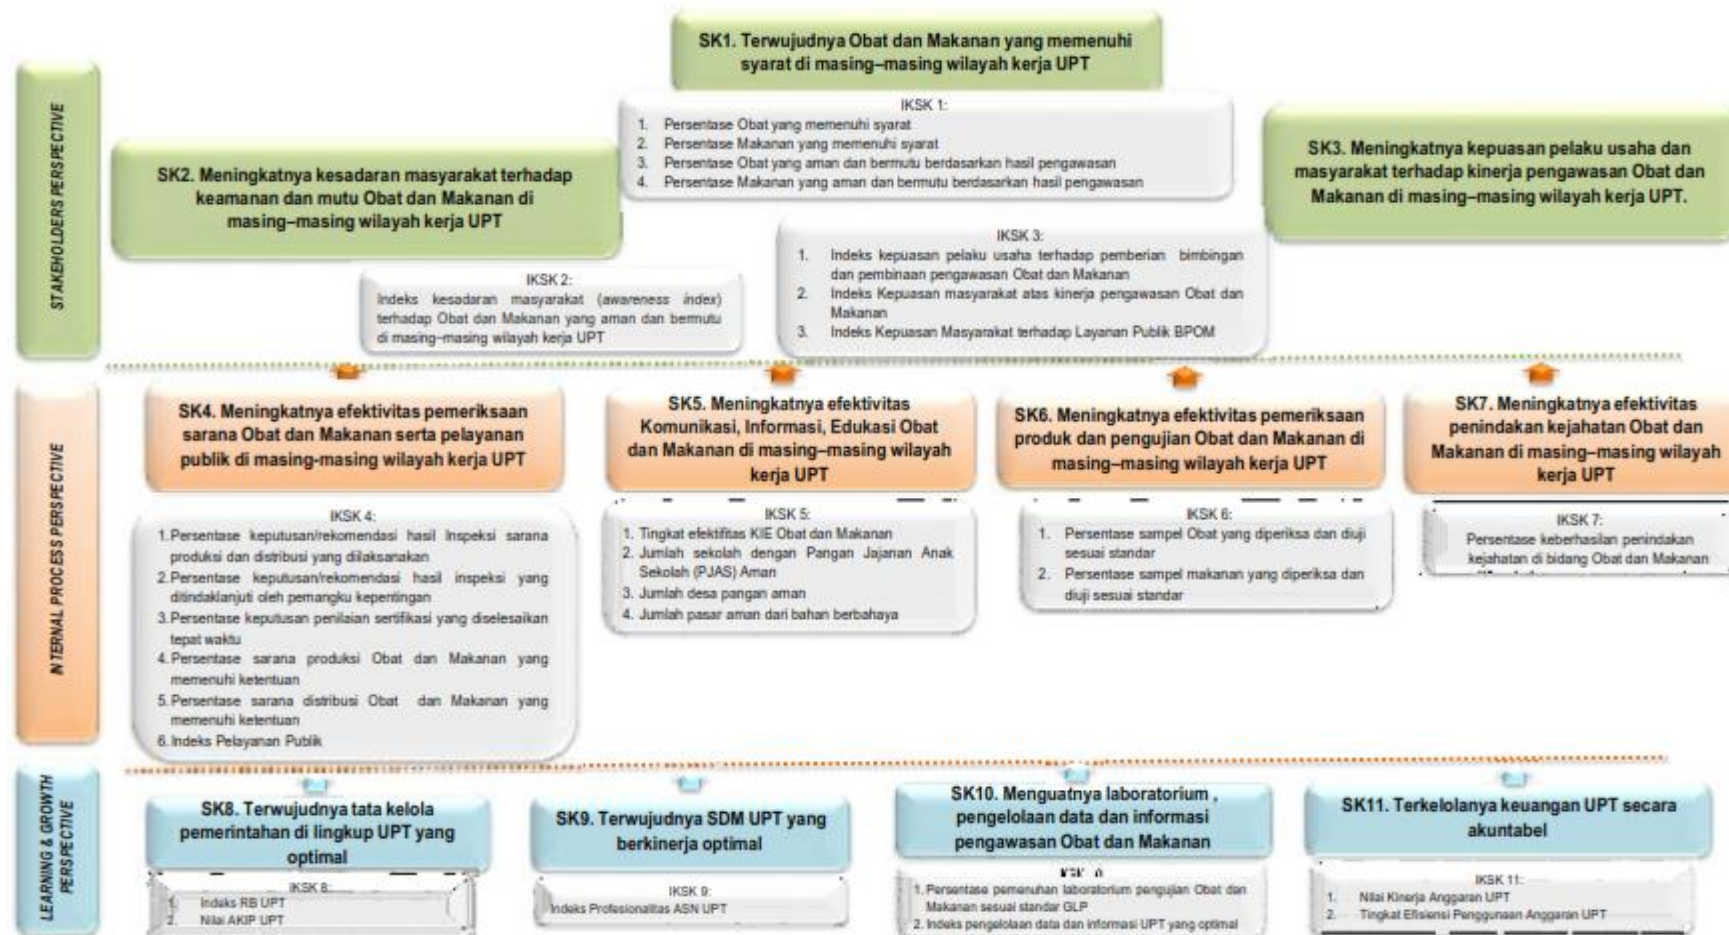 SK1. Terwujudnya Obat dan Makanan yang memenuhi
syarat di masing–masing wilayah kerja UPT
STAKEHOLDERS PERSPECTIVE
IKSK 1:
1. Persentase Obat yang memenuhi syarat
2. Persentase Makanan yang memenuhi syarat
3. Persentase Obat yang aman dan bermutu berdasarkan hasil pengawasan
4. Persentase Makanan yang aman dan bermutu berdasarkan hasil pengawasan
SK2. Meningkatnya kesadaran masyarakat terhadap
keamanan dan mutu Obat dan Makanan di
masing–masing wilayah kerja UPT
SK3. Meningkatnya kepuasan pelaku usaha dan
masyarakat terhadap kinerja pengawasan Obat dan
Makanan di masing–masing wilayah kerja UPT.
IKSK 2:
Indeks kesadaran masyarakat (awareness index)
terhadap Obat dan Makanan yang aman dan bermutu
di masing–masing wilayah kerja UPT
IKSK 3:
1. Indeks kepuasan pelaku usaha terhadap pemberian bimbingan
dan pembinaan pengawasan Obat dan Makanan
2. Indeks Kepuasan masyarakat atas kinerja pengawasan Obat dan
Makanan
3. Indeks Kepuasan Masyarakat terhadap Layanan Publik BPOM
INTERNAL PROCESS PERSPECTIVE
SK4. Meningkatnya efektivitas pemeriksaan
sarana Obat dan Makanan serta pelayanan
publik di masing-masing wilayah kerja UPT
SK5. Meningkatnya efektivitas
Komunikasi, Informasi, Edukasi Obat
dan Makanan di masing–masing wilayah
kerja UPT
SK6. Meningkatnya efektivitas pemeriksaan
produk dan pengujian Obat dan Makanan di
masing–masing wilayah kerja UPT
SK7. Meningkatnya efektivitas
penindakan kejahatan Obat dan
Makanan di masing–masing wilayah
kerja UPT
IKSK 4:
1. Persentase keputusan/rekomendasi hasil Inspeksi sarana
produksi dan distribusi yang dilaksanakan
2. Persentase keputusan/rekomendasi hasil inspeksi yang
ditindaklanjuti oleh pemangku kepentingan
3. Persentase keputusan penilaian sertifikasi yang diselesaikan
tepat waktu
4. Persentase sarana produksi Obat dan Makanan yang
memenuhi ketentuan
5. Persentase sarana distribusi Obat dan Makanan yang
memenuhi ketentuan
6. Indeks Pelayanan Publik
IKSK 5:
1. Tingkat efektifitas KIE Obat dan Makanan
2. Jumlah sekolah dengan Pangan Jajanan Anak
Sekolah (PJAS) Aman
3. Jumlah desa pangan aman
4. Jumlah pasar aman dari bahan berbahaya
IKSK 6:
1. Persentase sampel Obat yang diperiksa dan diuji
sesuai standar
2. Persentase sampel makanan yang diperiksa dan
diuji sesuai standar
IKSK 7:
Persentase keberhasilan penindakan
kejahatan di bidang Obat dan Makanan
LEARNING & GROWTH
PERSPECTIVE
SK8. Terwujudnya tata kelola
pemerintahan di lingkup UPT yang
optimal
SK9. Terwujudnya SDM UPT yang
berkinerja optimal
SK10. Menguatnya laboratorium ,
pengelolaan data dan informasi
pengawasan Obat dan Makanan
SK11. Terkelolanya keuangan UPT secara
akuntabel
IKSK 8:
1. Indeks RB UPT
2. Nilai AKIP UPT
IKSK 9:
Indeks Profesionalitas ASN UPT
1. Persentase pemenuhan laboratorium pengujian Obat dan
Makanan sesuai standar GLP
2. Indeks pengelolaan data dan informasi UPT yang optimal
IKSK 11:
1. Nilai Kinerja Anggaran UPT
2. Tingkat Efisiensi Penggunaan Anggaran UPT